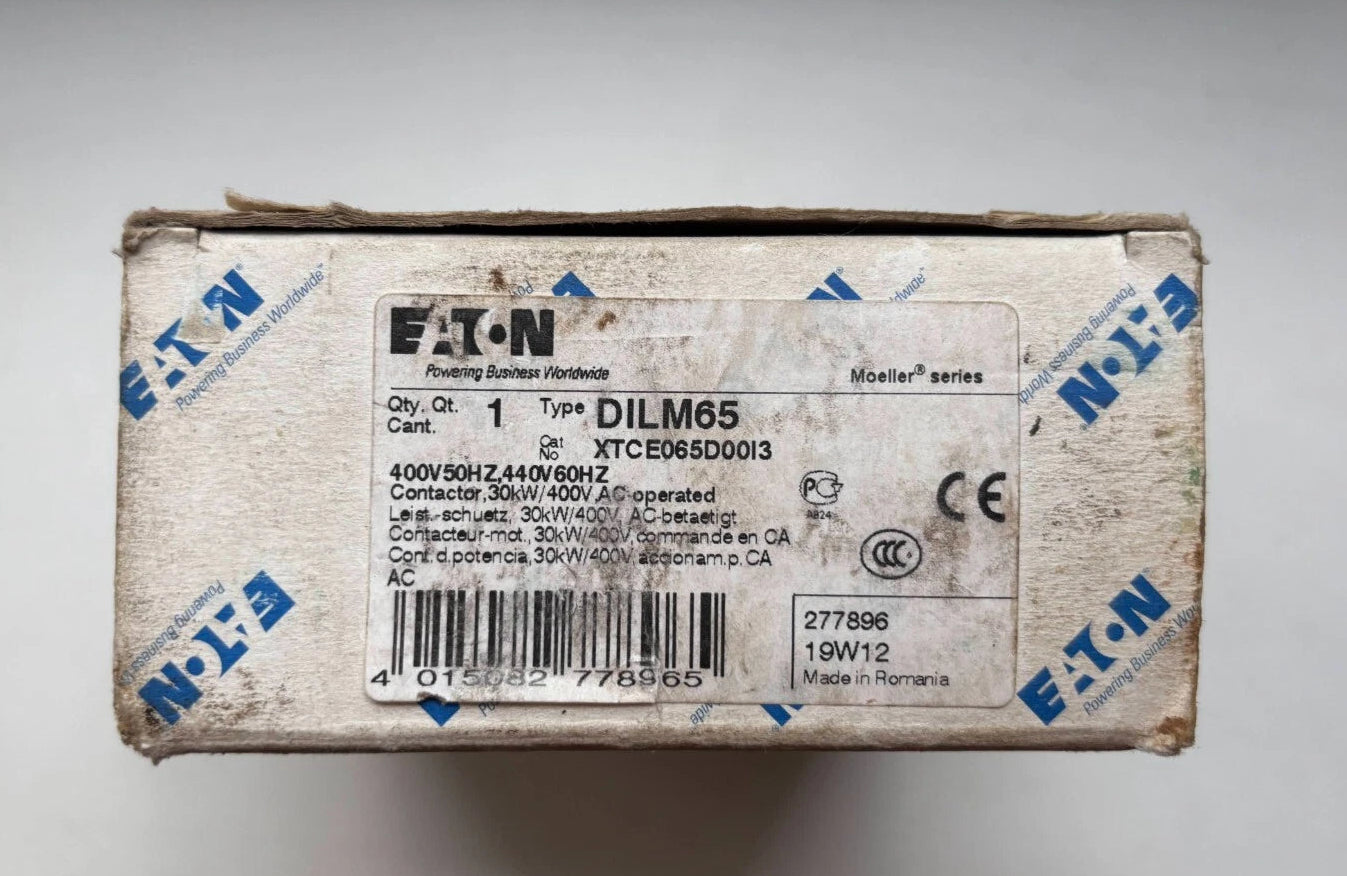 EATON
Powering Business Worldwide
EATON
Powering Business Worldwide
Moeller® series
Qty. Qt. 1 Type DILM65
Cant.
Cat No XTCE065D00I3
400V50HZ,440V60HZ
Contactor,30kW/400V,AC-operated
Leist.-schuetz, 30kW/400V, AC-betaetigt
Contacteur-mot., 30kW/400V,commande en CA
Cont.d.potencia,30kW/400V,accionam.p.CA
AC
PG
CE
CCC
4 015082 778965
277896
19W12
Made in Romania
EATON
Powering Business Worldwide
EATON
Powering Business
EATON
Powering Business